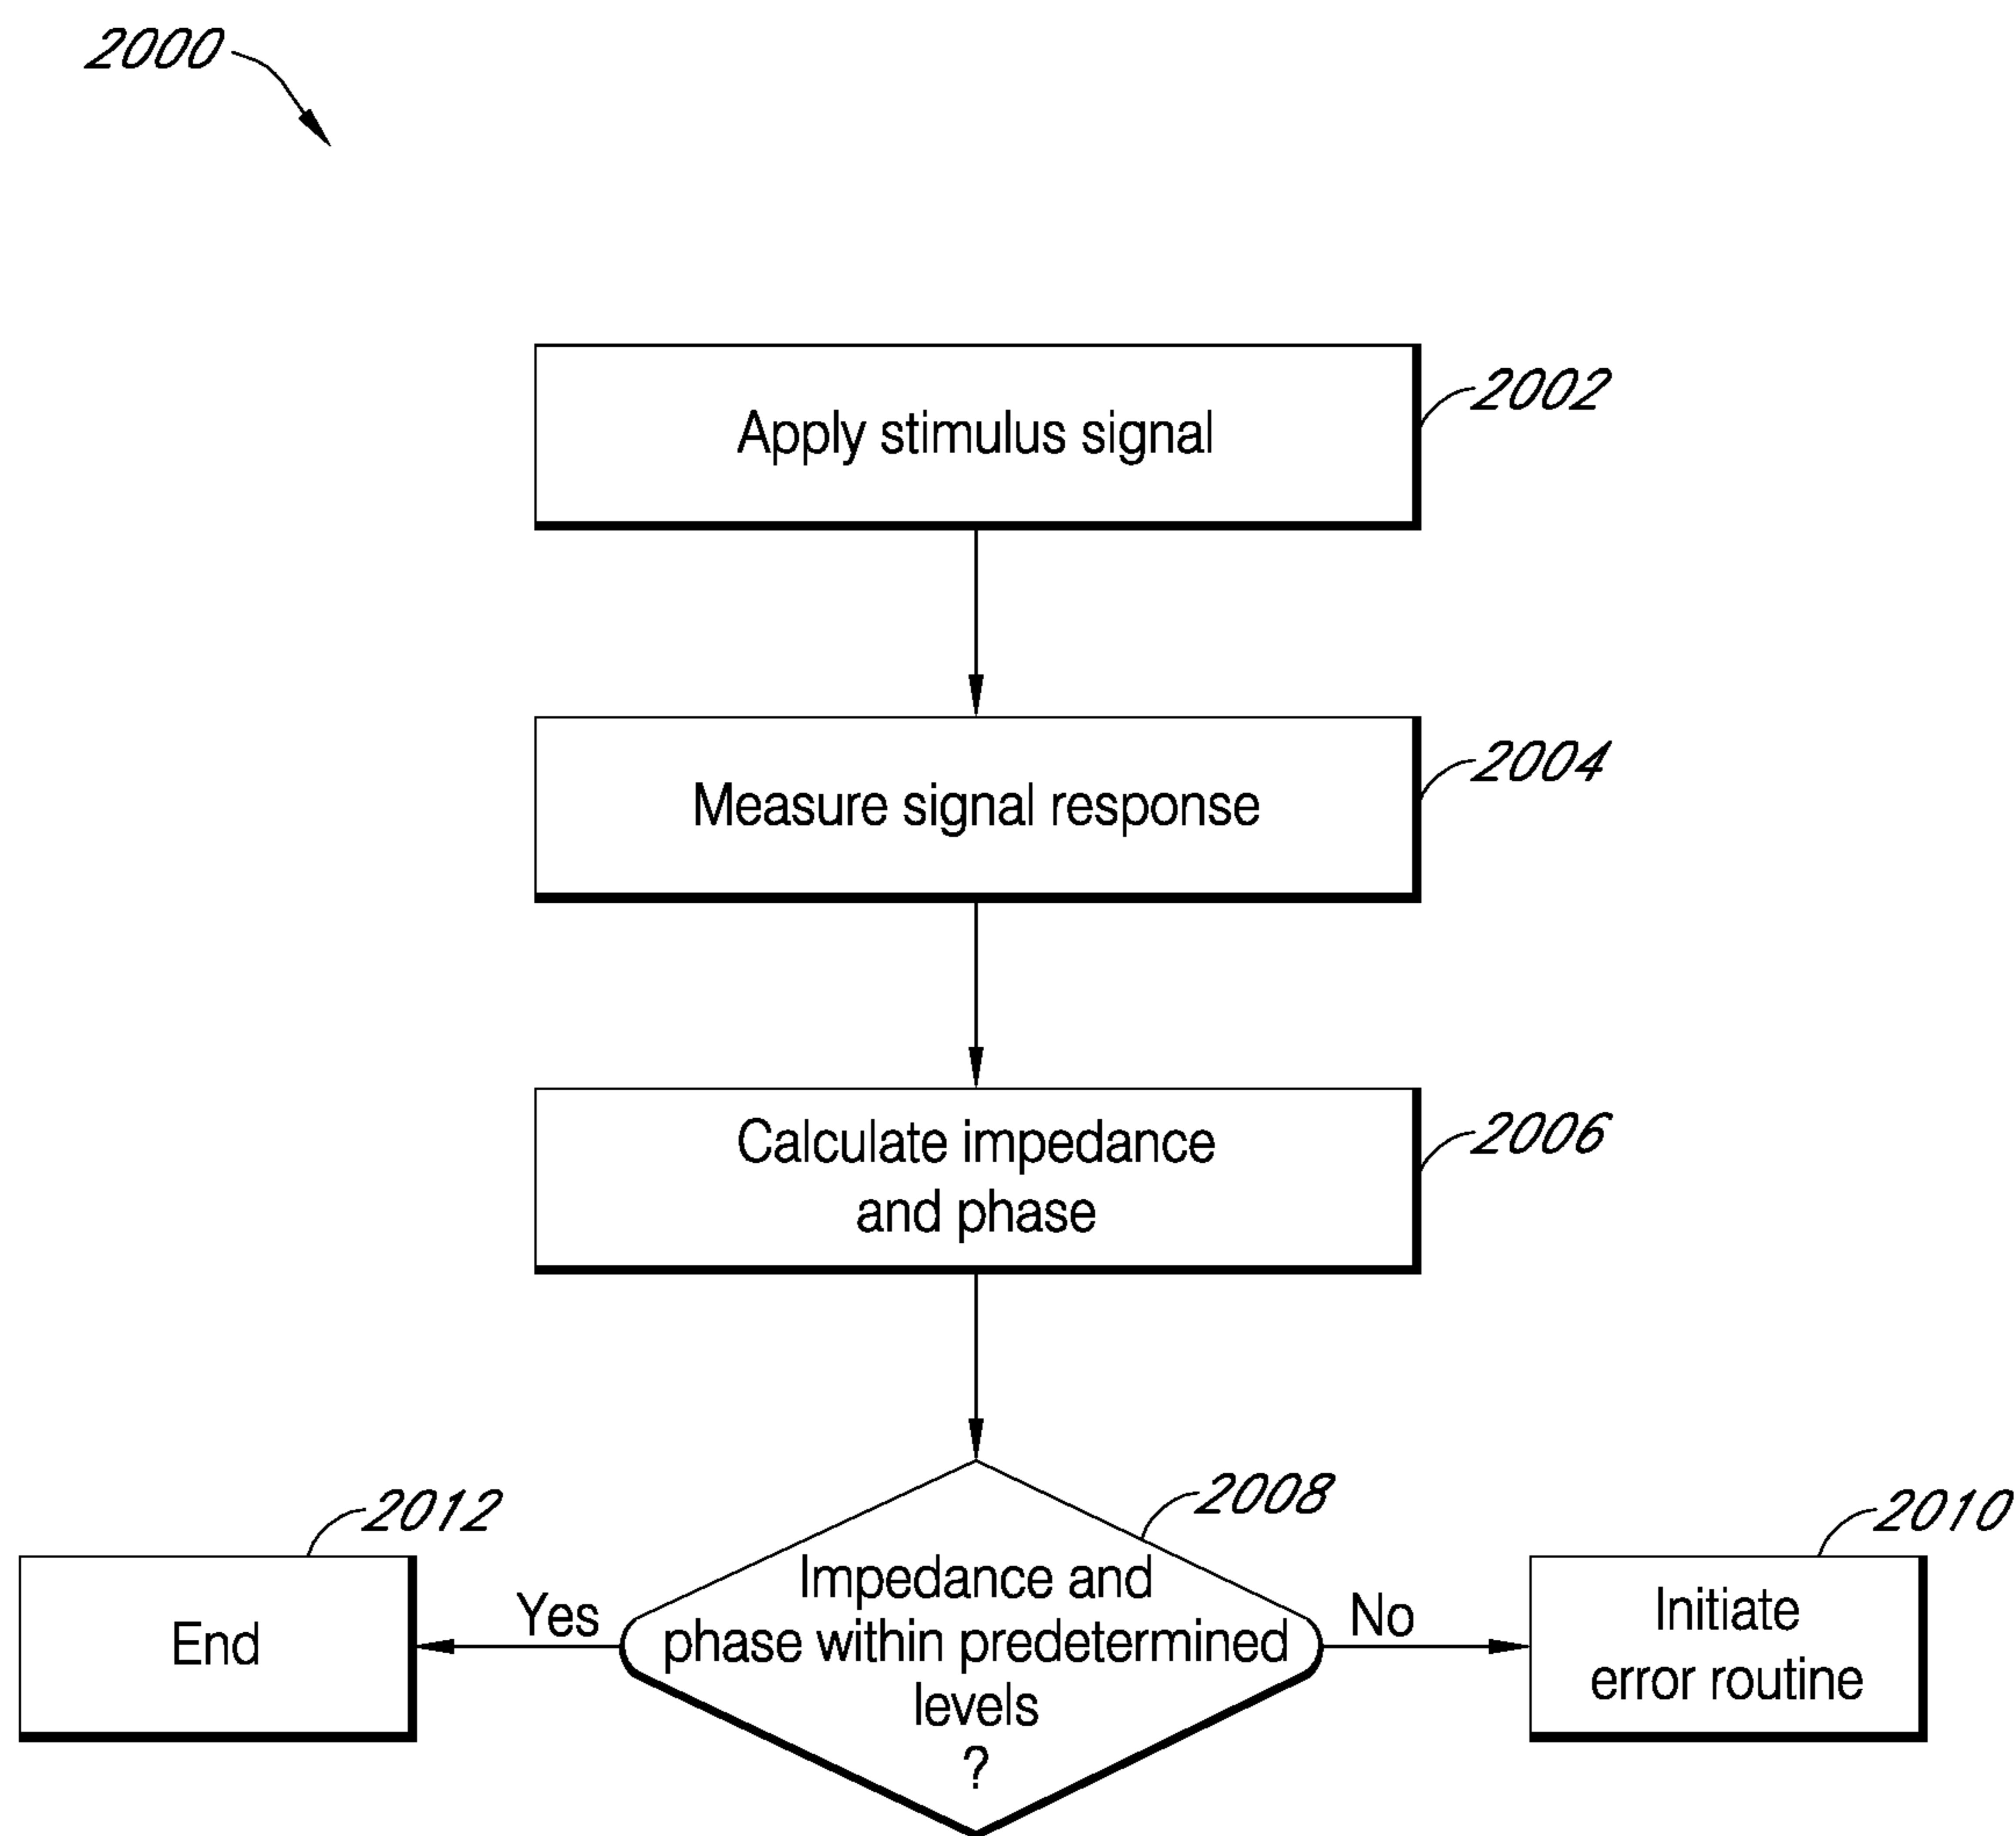 2000
Apply stimulus signal
2002
Measure signal response
2004
Calculate impedance
and phase
2006
2012
End
Yes
2008
Impedance and
phase within predetermined
levels
?
No
2010
Initiate
error routine